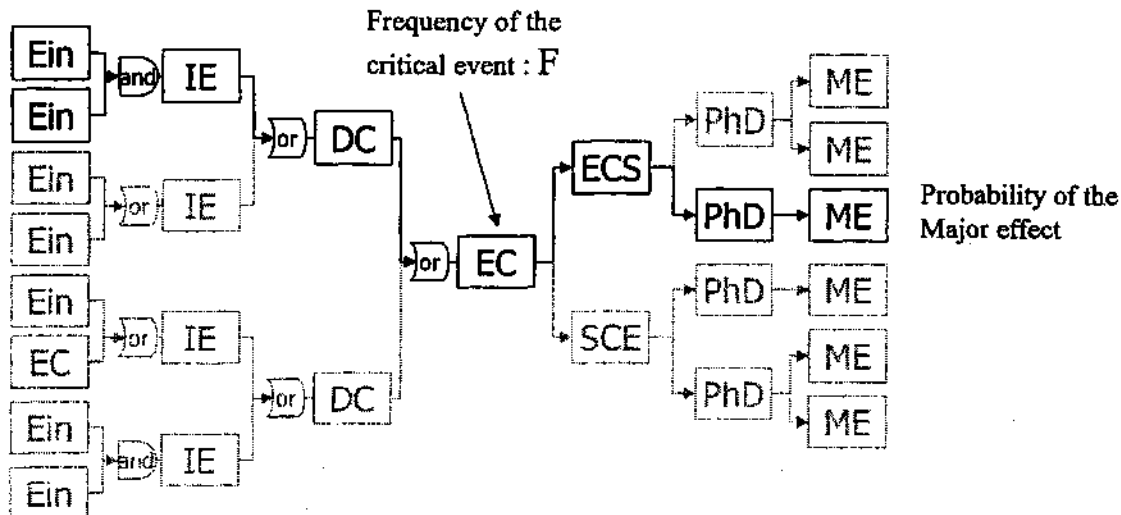 Frequency of the
critical event : F
Ein
and
IE
Ein
or
DC
Ein
or
IE
Ein
Ein
or
IE
EC
or
DC
Ein
and
IE
Ein
or
EC
ECS
PhD
ME
ME
PhD
ME
SCE
PhD
ME
PhD
ME
ME
Probability of the
Major effect